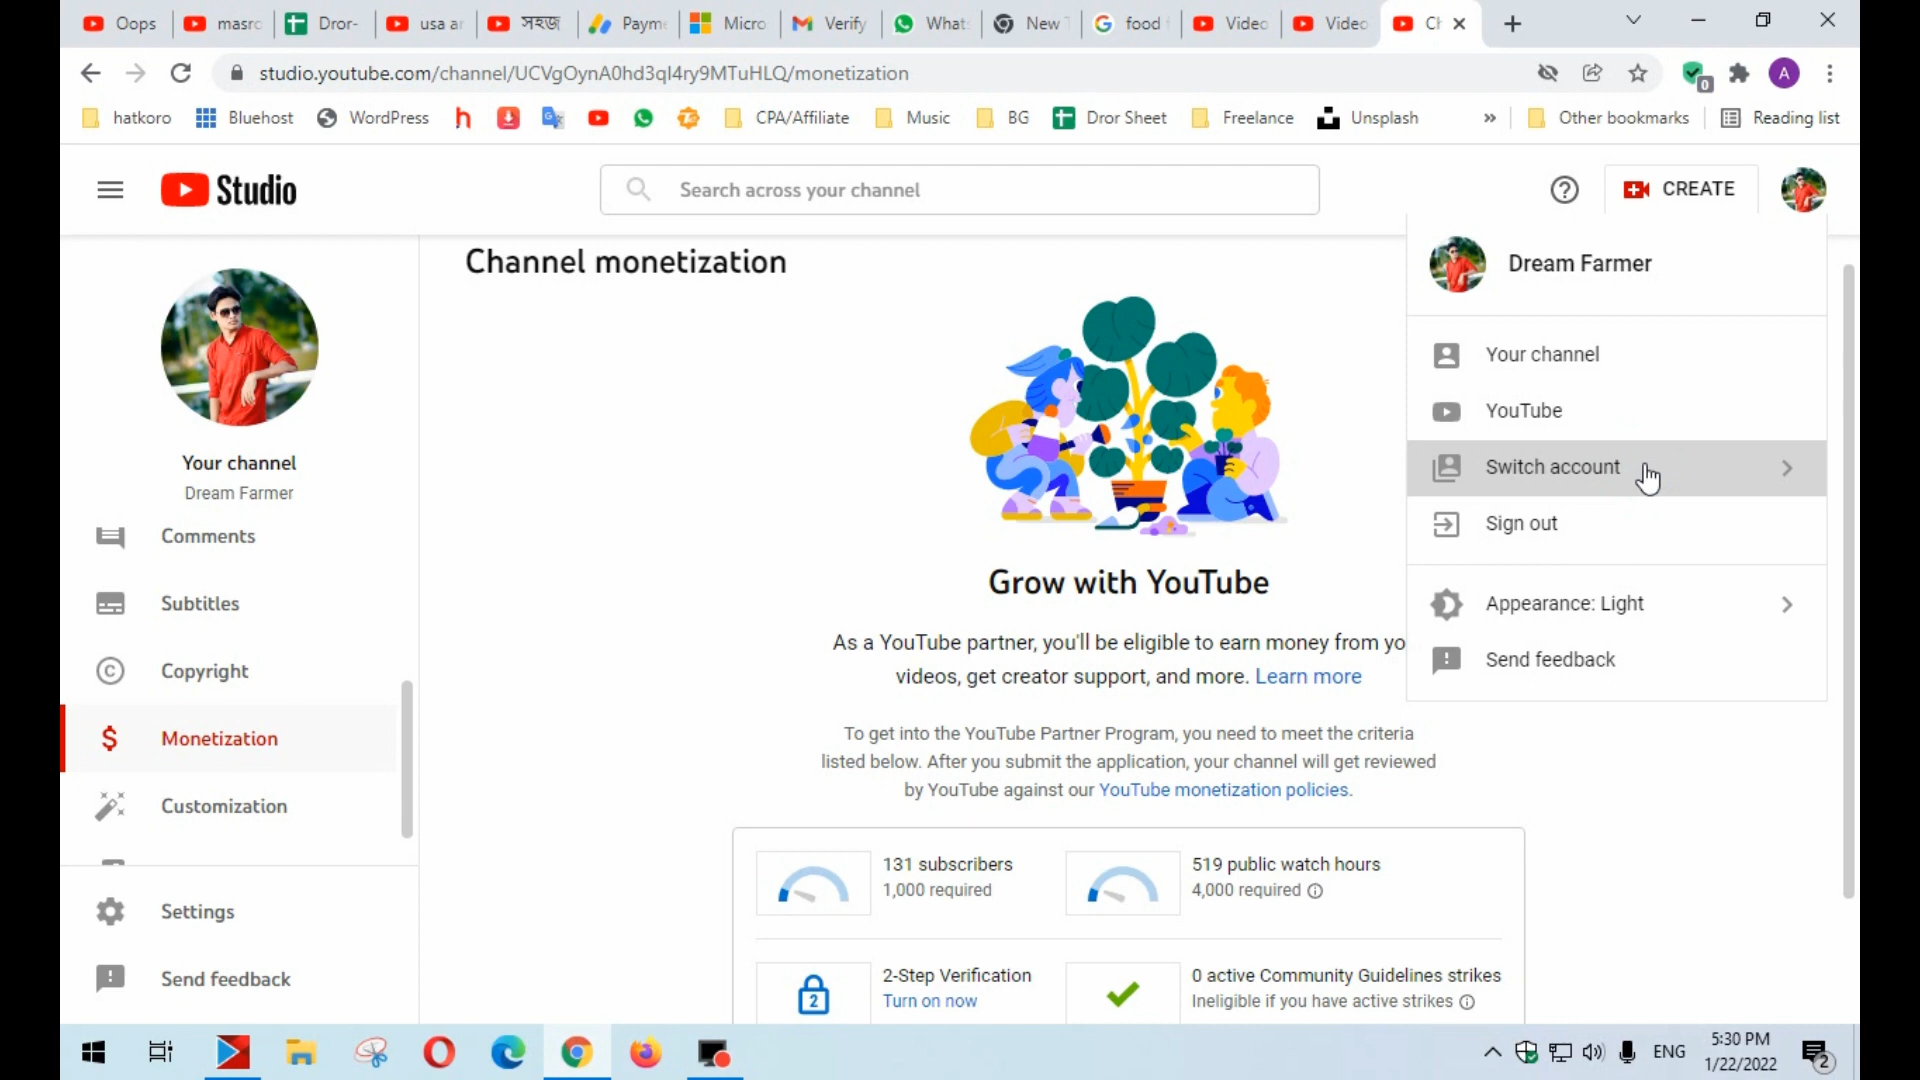 Oops
masro
Dror-
usa ar
সহজ
Payme
Micro
Verify
What
New T
food
Video
Video
Ch
studio.youtube.com/channel/UCVgOynA0hd3ql4ry9MTuHLQ/monetization
0
A
hatkoro
Bluehost
WordPress
h
CPA/Affiliate
Music
BG
Dror Sheet
Freelance
Unsplash
»
Other bookmarks
Reading list
Studio
Search across your channel
CREATE
Dream Farmer
Your channel
YouTube
Switch account
Sign out
Appearance: Light
Send feedback
Your channel
Dream Farmer
Comments
Subtitles
Copyright
Monetization
Customization
Settings
Send feedback
Channel monetization
Grow with YouTube
As a YouTube partner, you'll be eligible to earn money from yo
videos, get creator support, and more. Learn more
To get into the YouTube Partner Program, you need to meet the criteria
listed below. After you submit the application, your channel will get reviewed
by YouTube against our YouTube monetization policies.
131 subscribers
1,000 required
519 public watch hours
4,000 required
2
2-Step Verification
Turn on now
0 active Community Guidelines strikes
Ineligible if you have active strikes
ENG
5:30 PM
1/22/2022
2